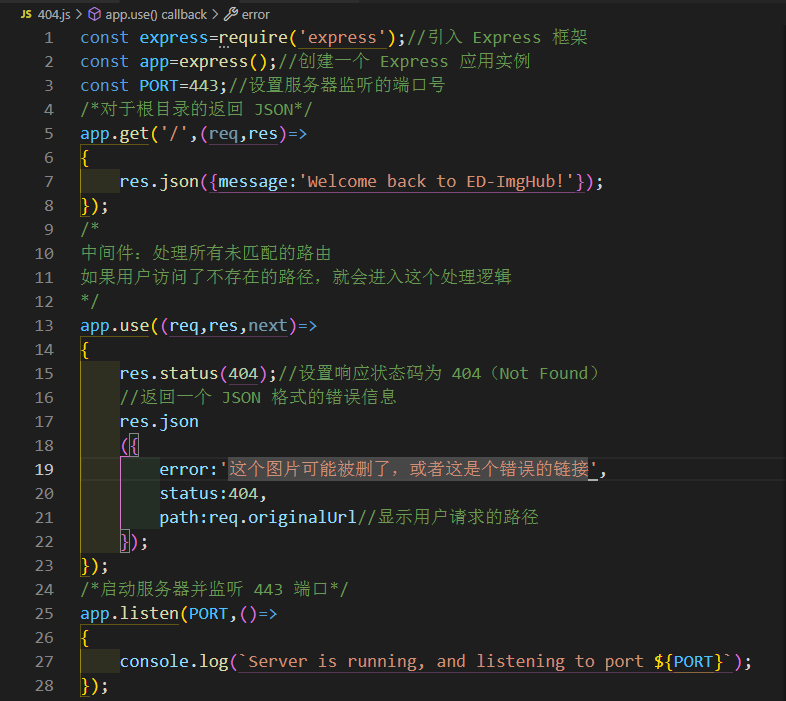 JS 404.js > app.use() callback > error
1 const express=require('express');//引入 Express 框架
2 const app=express();//创建一个 Express 应用实例
3 const PORT=443;//设置服务器监听的端口号
4 /*对于根目录的返回 JSON*/
5 app.get('/',(req,res)=>
6 {
7     res.json({message:'Welcome back to ED-ImgHub!'});
8 });
9 /*
10 中间件：处理所有未匹配的路由
11 如果用户访问了不存在的路径，就会进入这个处理逻辑
12 */
13 app.use((req,res,next)=>
14 {
15     res.status(404);//设置响应状态码为 404（Not Found）
16     //返回一个 JSON 格式的错误信息
17     res.json
18     ({
19         error:'这个图片可能被删了，或者这是个错误的链接',
20         status:404,
21         path:req.originalUrl//显示用户请求的路径
22     });
23 });
24 /*启动服务器并监听 443 端口*/
25 app.listen(PORT,()=>
26 {
27     console.log(`Server is running, and listening to port ${PORT}`);
28 });